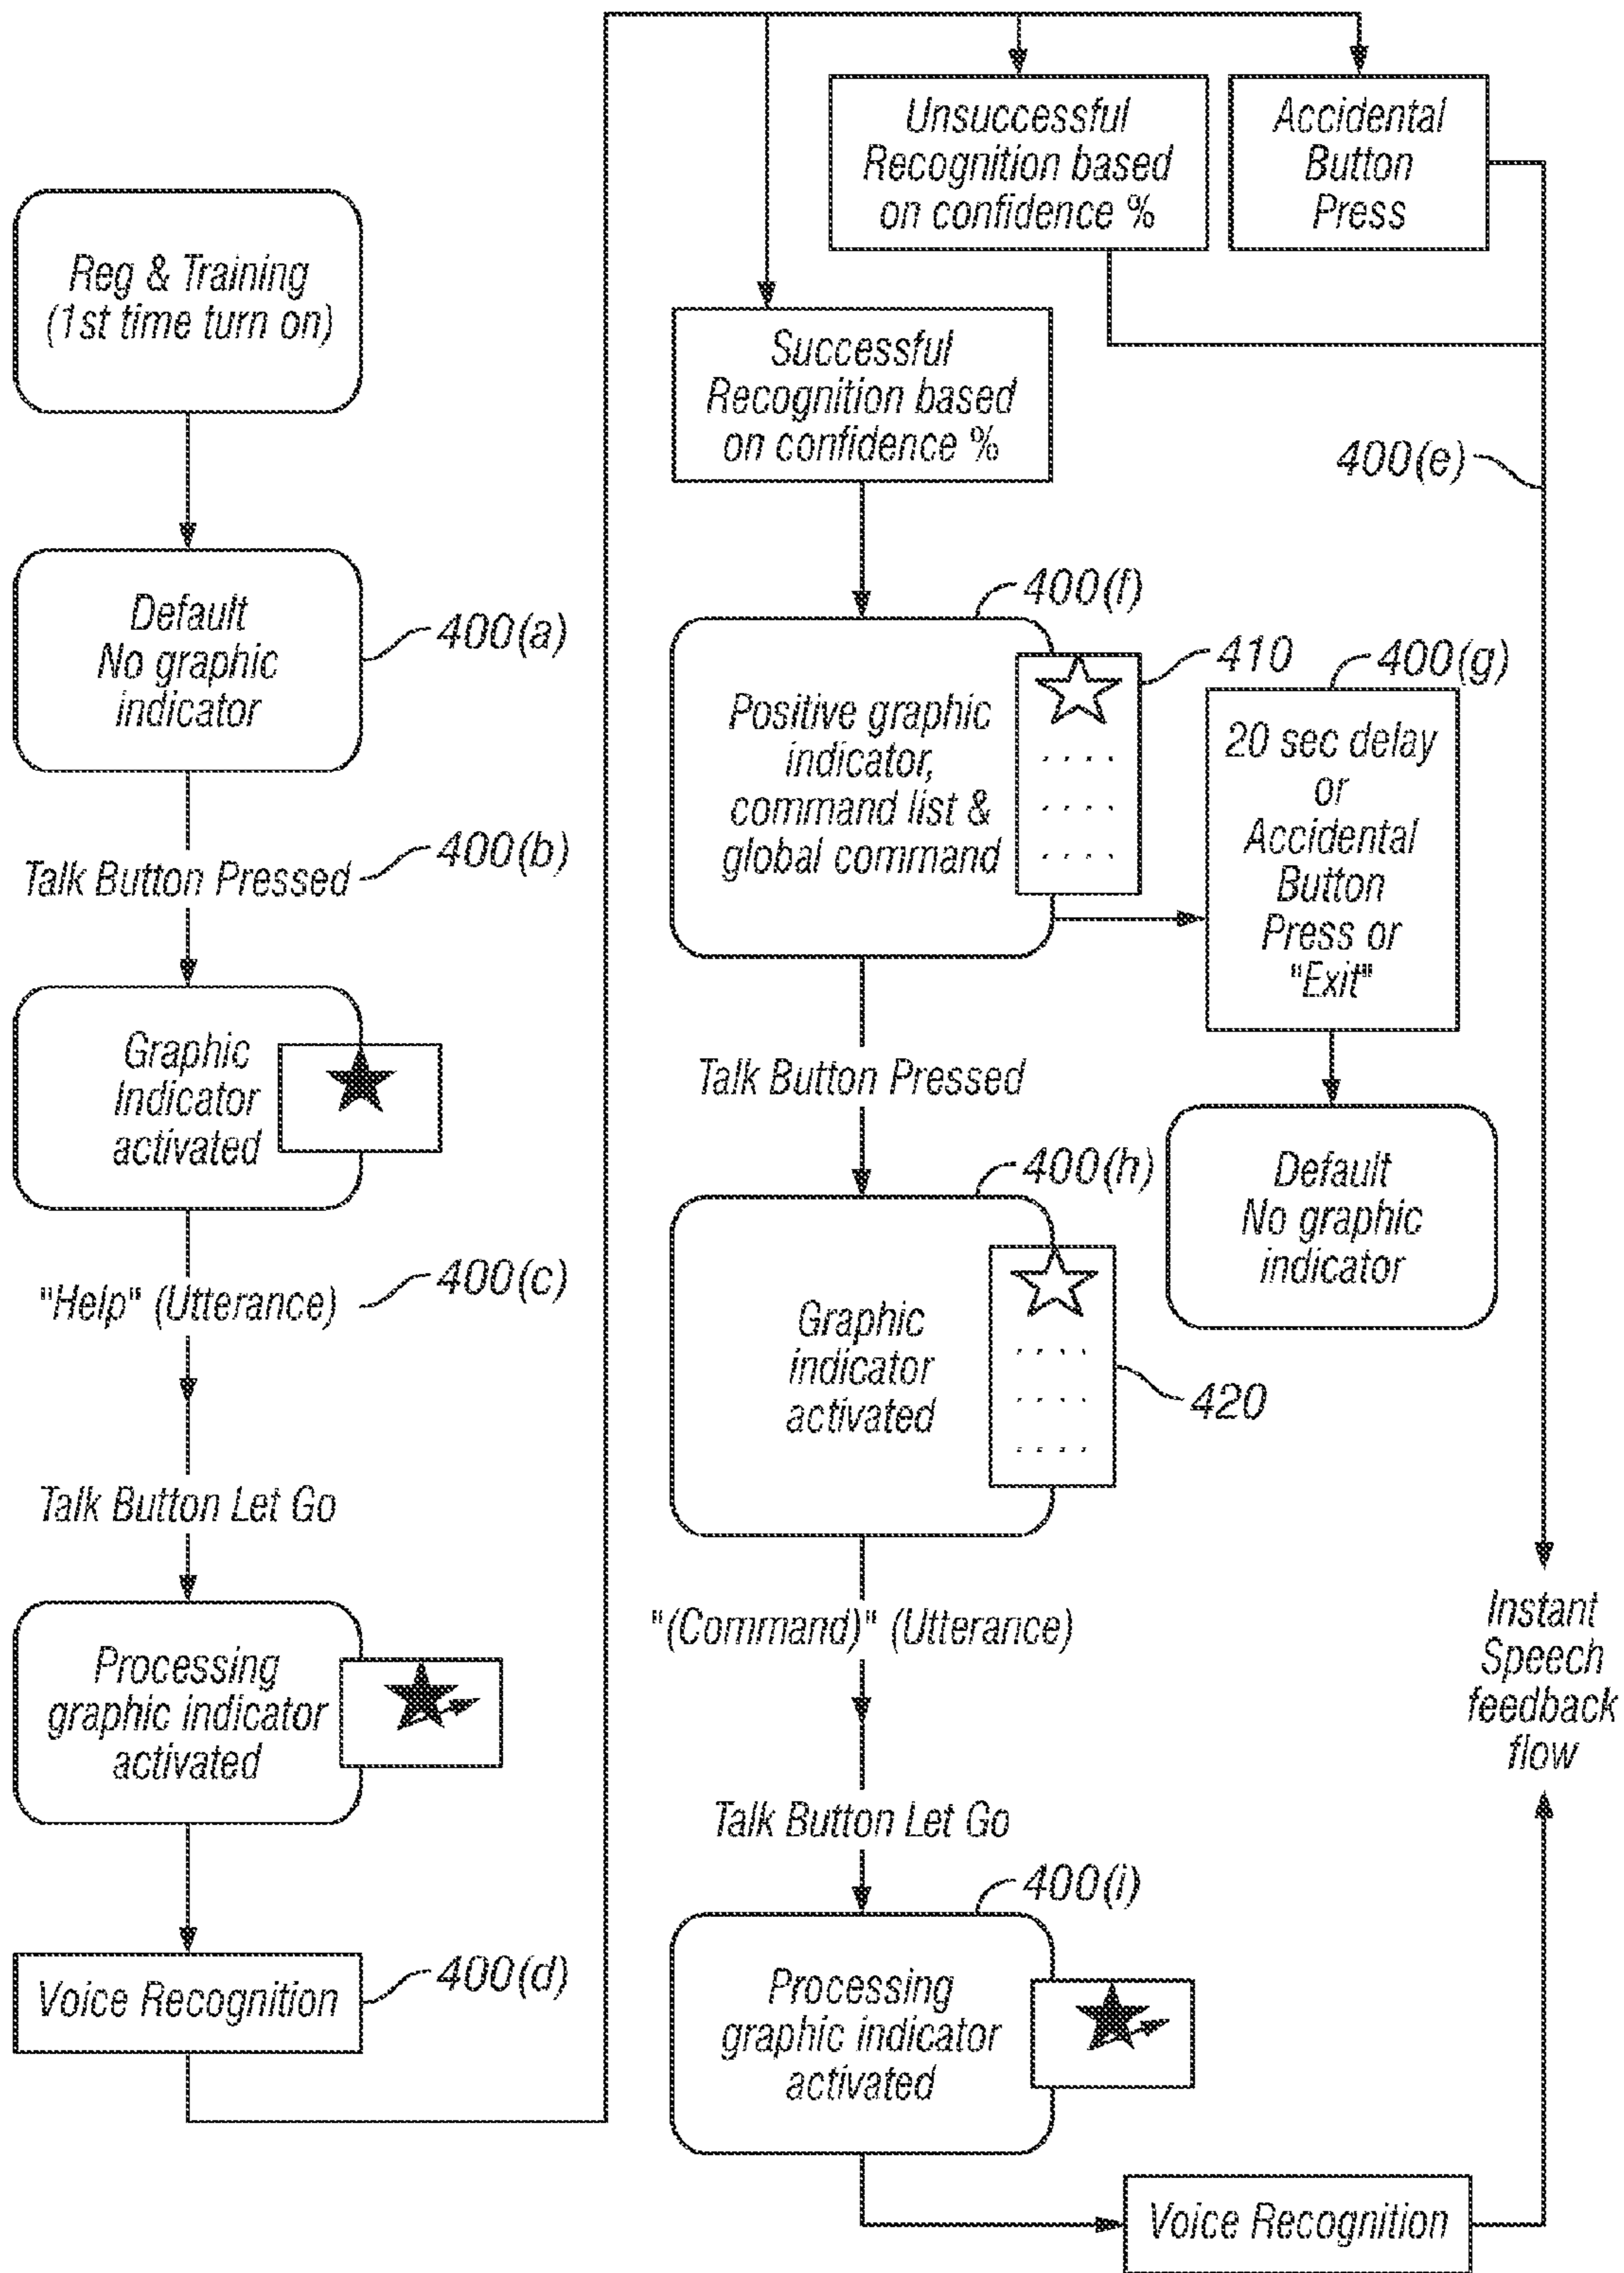 Reg & Training
(1st time turn on)
Default
No graphic
indicator
400(a)
Talk Button Pressed
400(b)
Graphic
Indicator
activated
"Help" (Utterance)
400(c)
Talk Button Let Go
Processing
graphic indicator
activated
Voice Recognition
400(d)
Unsuccessful
Recognition based
on confidence %
Accidental
Button
Press
Successful
Recognition based
on confidence %
400(e)
400(f)
Positive graphic
indicator,
command list &
global command
410
400(g)
20 sec delay
or
Accidental
Button
Press or
"Exit"
Default
No graphic
indicator
Talk Button Pressed
400(h)
Graphic
indicator
activated
420
"(Command)" (Utterance)
Talk Button Let Go
400(i)
Processing
graphic indicator
activated
Voice Recognition
Instant
Speech
feedback
flow